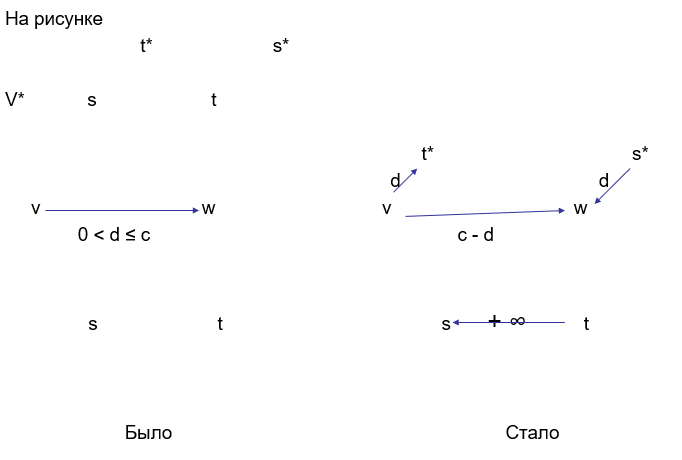 На рисунке
t* s*
V* s t
t* s*
d d
v w v w
0 < d ≤ c c - d
s t s + ∞ t
Было Стало